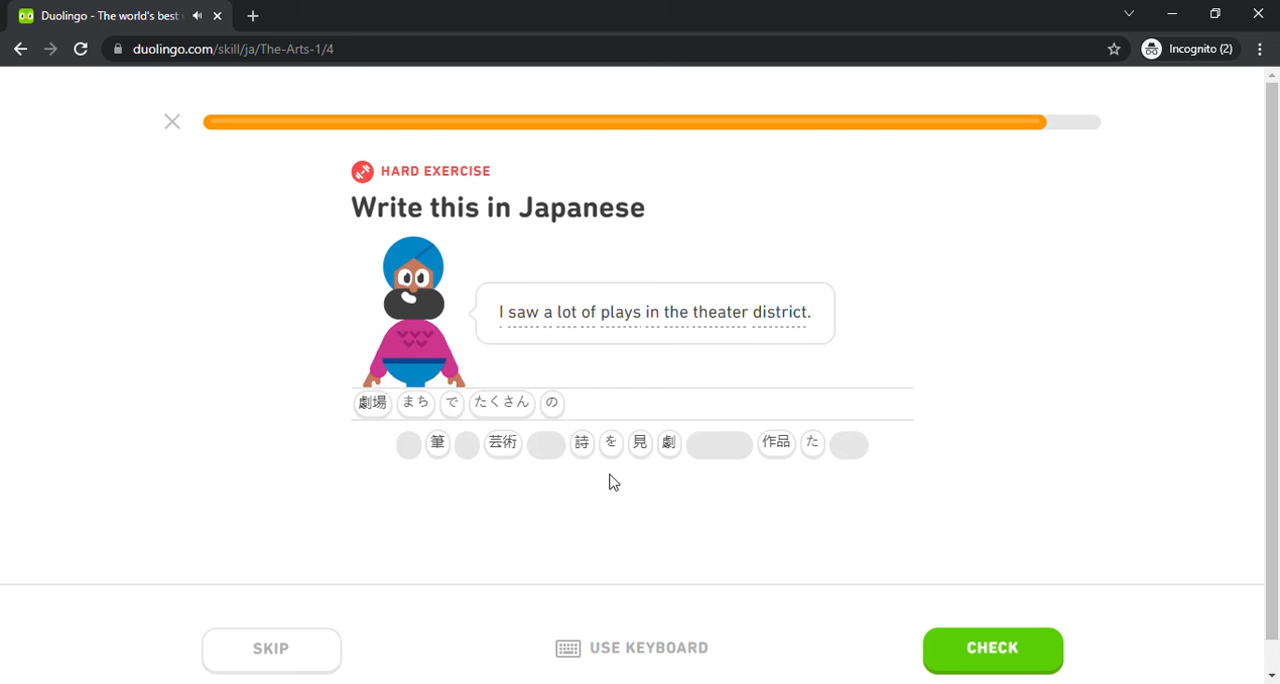 Duolingo - The world's best
duolingo.com/skill/ja/The-Arts-1/4
Incognito (2)
HARD EXERCISE
Write this in Japanese
I saw a lot of plays in the theater district.
劇場 まち で たくさん の
筆 芸術 詩 を 見 劇 作品 た
SKIP
USE KEYBOARD
CHECK